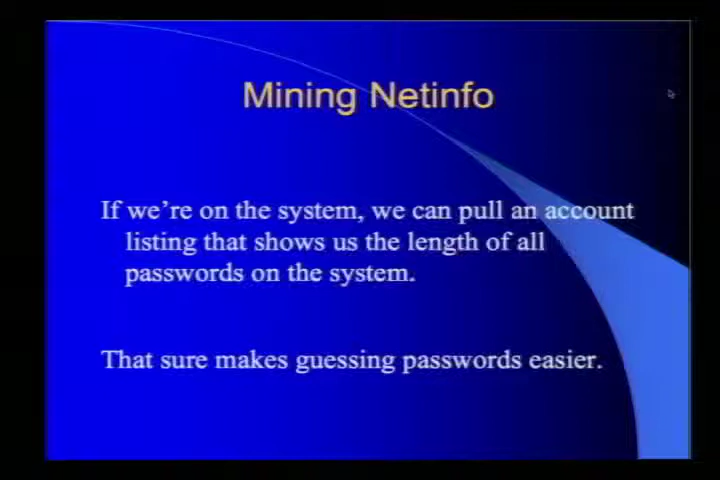 Mining Netinfo
If we're on the system, we can pull an account
listing that shows us the length of all
passwords on the system.
That sure makes guessing passwords easier.